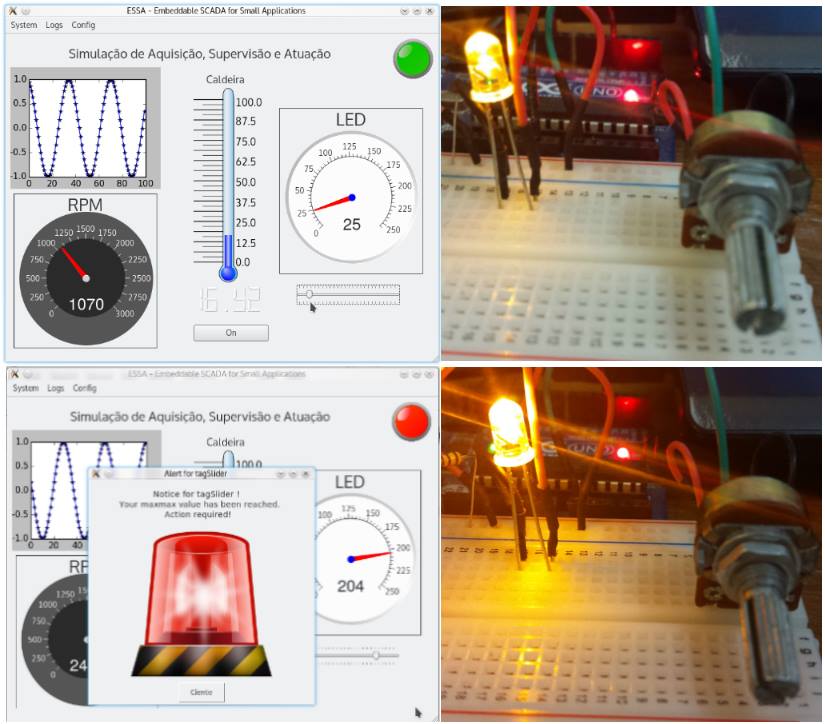 ESSA - Embeddable SCADA for Small Applications
System Logs Config
Simulação de Aquisição, Supervisão e Atuação
1.0
0.5
0.0
-0.5
-1.0
0 20 40 60 80 100
Caldeira
100.0
87.5
75.0
62.5
50.0
37.5
25.0
12.5
0.0
16.42
On
LED
0 25 50 75 100 125 150 175 200 225 250
25
RPM
0 250 500 750 1000 1250 1500 1750 2000 2250 2500 2750 3000
1070
ESSA - Embeddable SCADA for Small Applications
System Logs Config
Simulação de Aquisição, Supervisão e Atuação
1.0
0.5
0.0
-0.5
-1.0
0 20 40
Caldeira
100.0
Alert for tagSlider
Notice for tagSlider !
Your maxmax value has been reached.
Action required!
Ciente
LED
75 100 125 150 175 200 225 250
204
0 250 500 750 1000
24